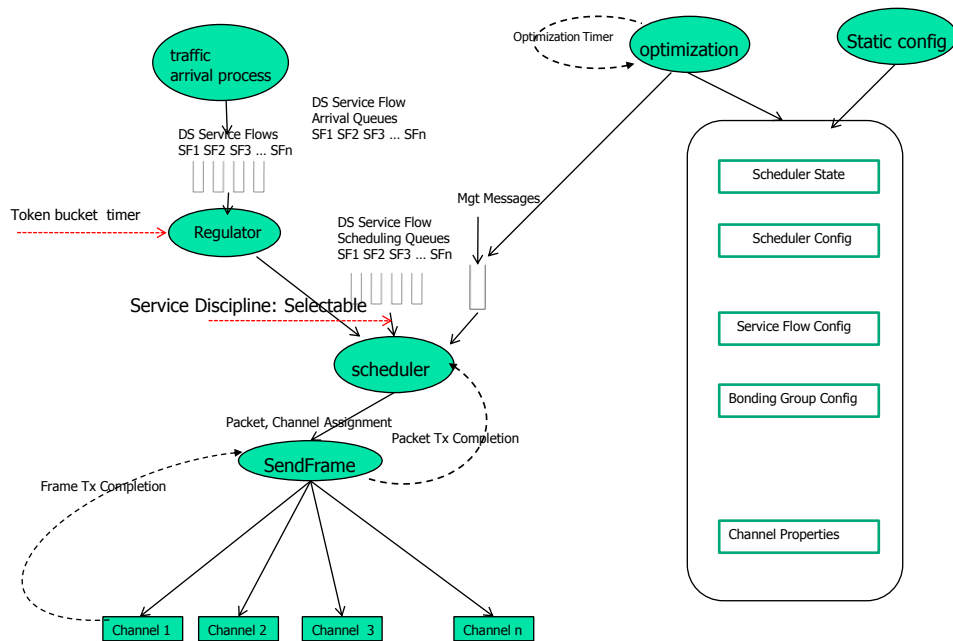 Optimization Timer
optimization
Static config
traffic
arrival process
DS Service Flow
Arrival Queues
SF1 SF2 SF3 ... SFn
DS Service Flows
SF1 SF2 SF3 ... SFn
Scheduler State
Mgt Messages
Token bucket timer
Regulator
DS Service Flow
Scheduling Queues
SF1 SF2 SF3 ... SFn
Scheduler Config
Service Discipline: Selectable
Service Flow Config
scheduler
Bonding Group Config
Packet, Channel Assignment
Packet Tx Completion
SendFrame
Frame Tx Completion
Channel Properties
Channel 1
Channel 2
Channel 3
Channel n